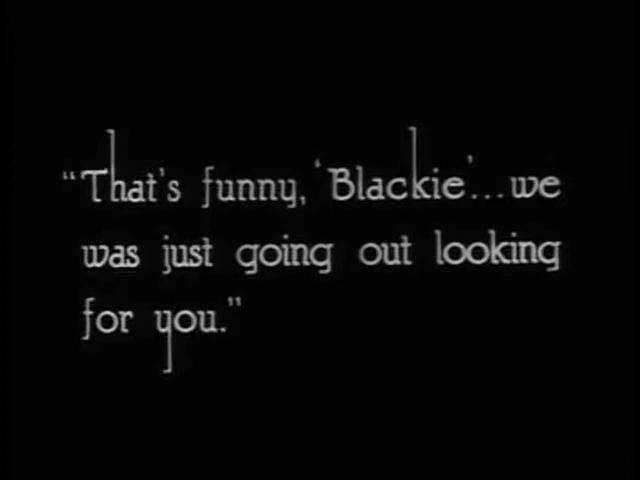 "That's funny, 'Blackie'...we
was just going out looking
for you."